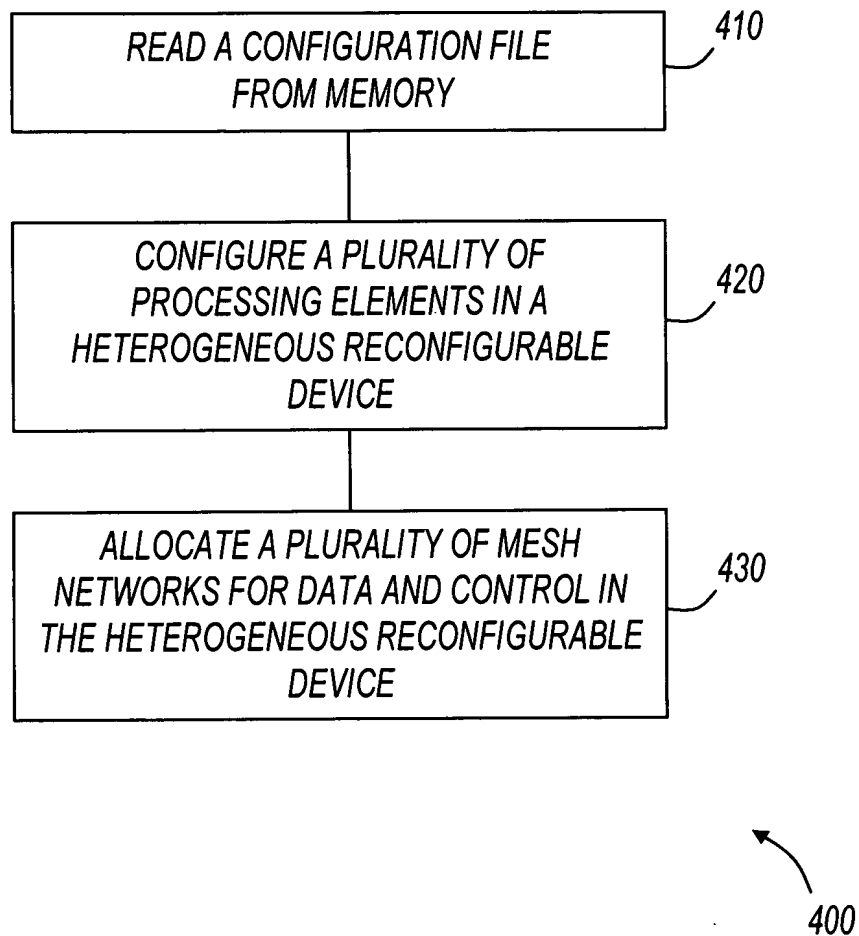 READ A CONFIGURATION FILE
FROM MEMORY
410
CONFIGURE A PLURALITY OF
PROCESSING ELEMENTS IN A
HETEROGENEOUS RECONFIGURABLE
DEVICE
420
ALLOCATE A PLURALITY OF MESH
NETWORKS FOR DATA AND CONTROL IN
THE HETEROGENEOUS RECONFIGURABLE
DEVICE
430
400